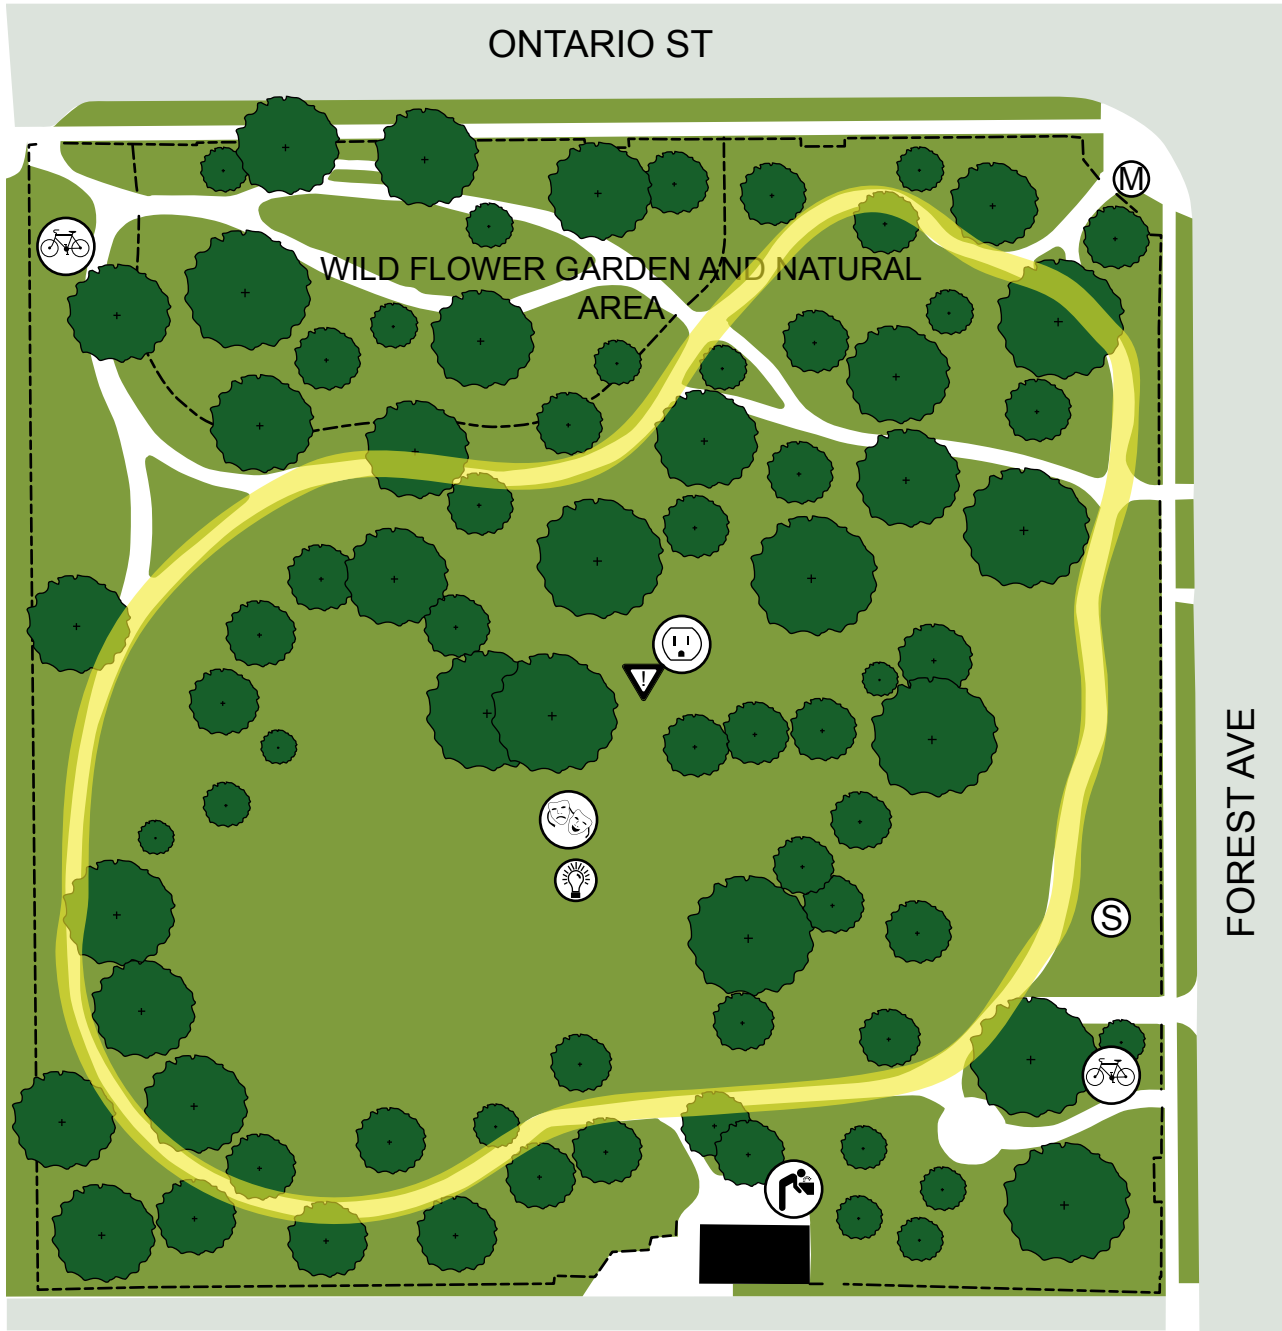 ONTARIO ST
M
WILD FLOWER GARDEN AND NATURAL
AREA
!
FOREST AVE
S